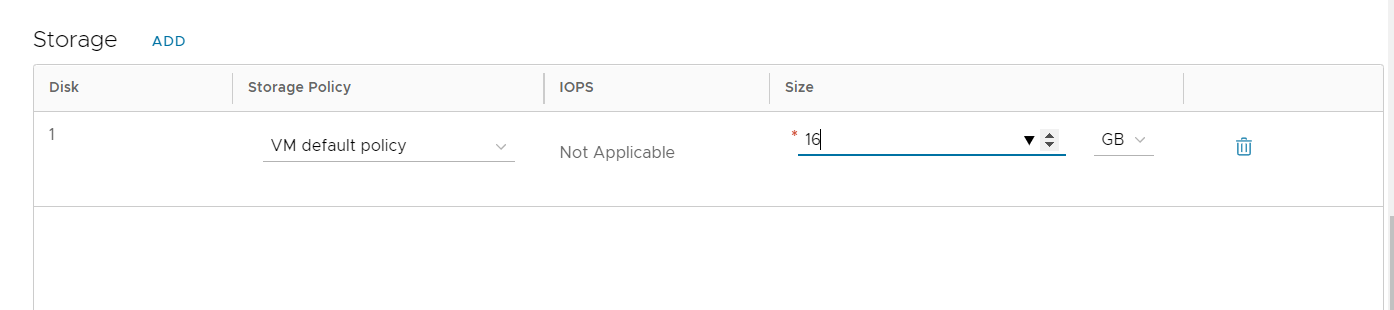 Storage ADD
Disk Storage Policy IOPS Size
1 VM default policy Not Applicable * 16 GB